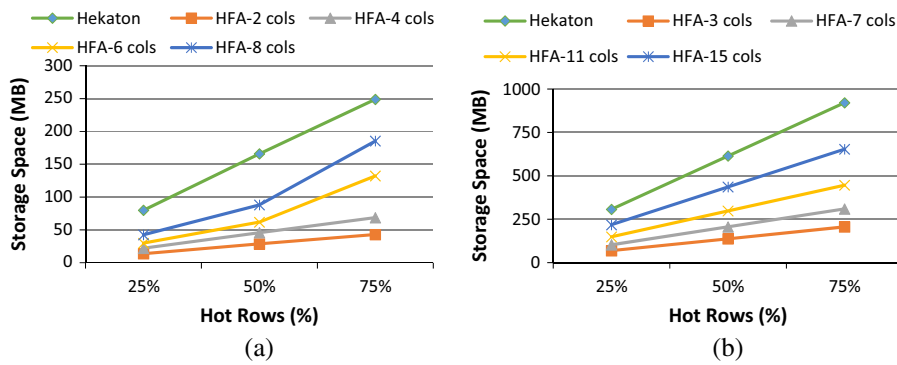 Hekaton HFA-2 cols HFA-4 cols
HFA-6 cols HFA-8 cols
Storage Space (MB)
300
250
200
150
100
50
0
25% 50% 75%
Hot Rows (%)
(a)
Hekaton HFA-3 cols HFA-7 cols
HFA-11 cols HFA-15 cols
Storage Space (MB)
1000
750
500
250
0
25% 50% 75%
Hot Rows (%)
(b)